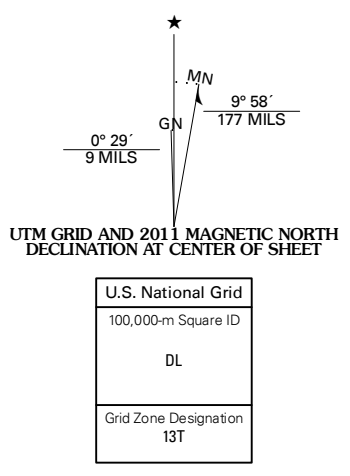 ★
MN
9° 58´
177 MILS
GN
0° 29´
9 MILS
UTM GRID AND 2011 MAGNETIC NORTH
DECLINATION AT CENTER OF SHEET
U.S. National Grid
100,000-m Square ID
DL
Grid Zone Designation
13T